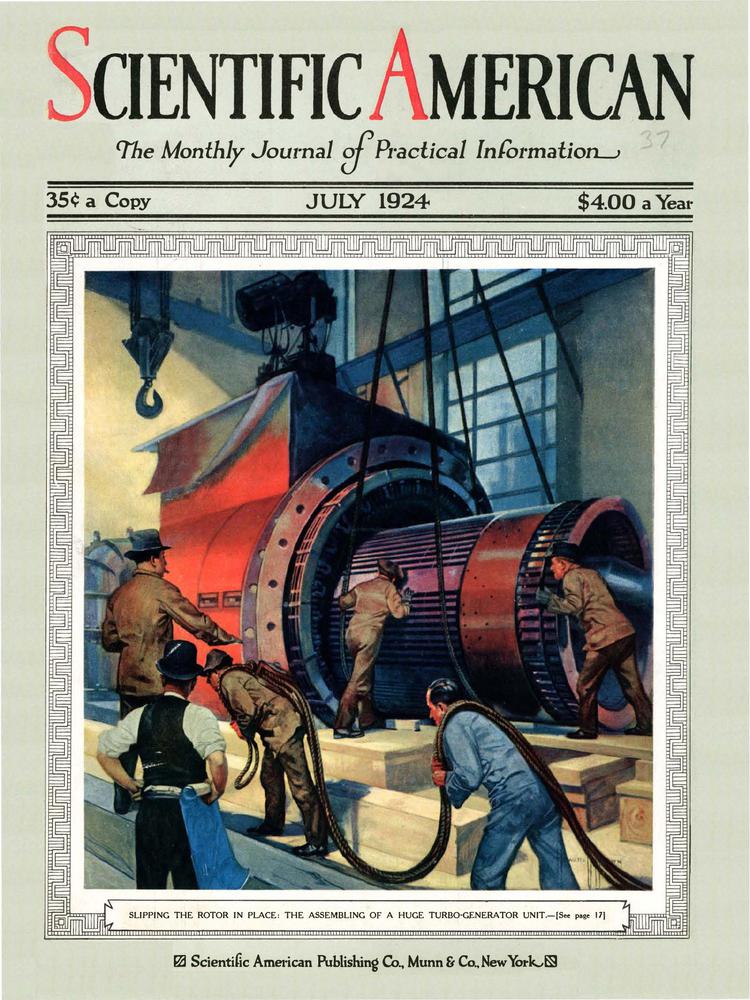 SCIENTIFIC AMERICAN
The Monthly Journal of Practical Information
37
35¢ a Copy JULY 1924 $4.00 a Year
SLIPPING THE ROTOR IN PLACE: THE ASSEMBLING OF A HUGE TURBO-GENERATOR UNIT.—[See page 17]
Scientific American Publishing Co., Munn & Co., New York